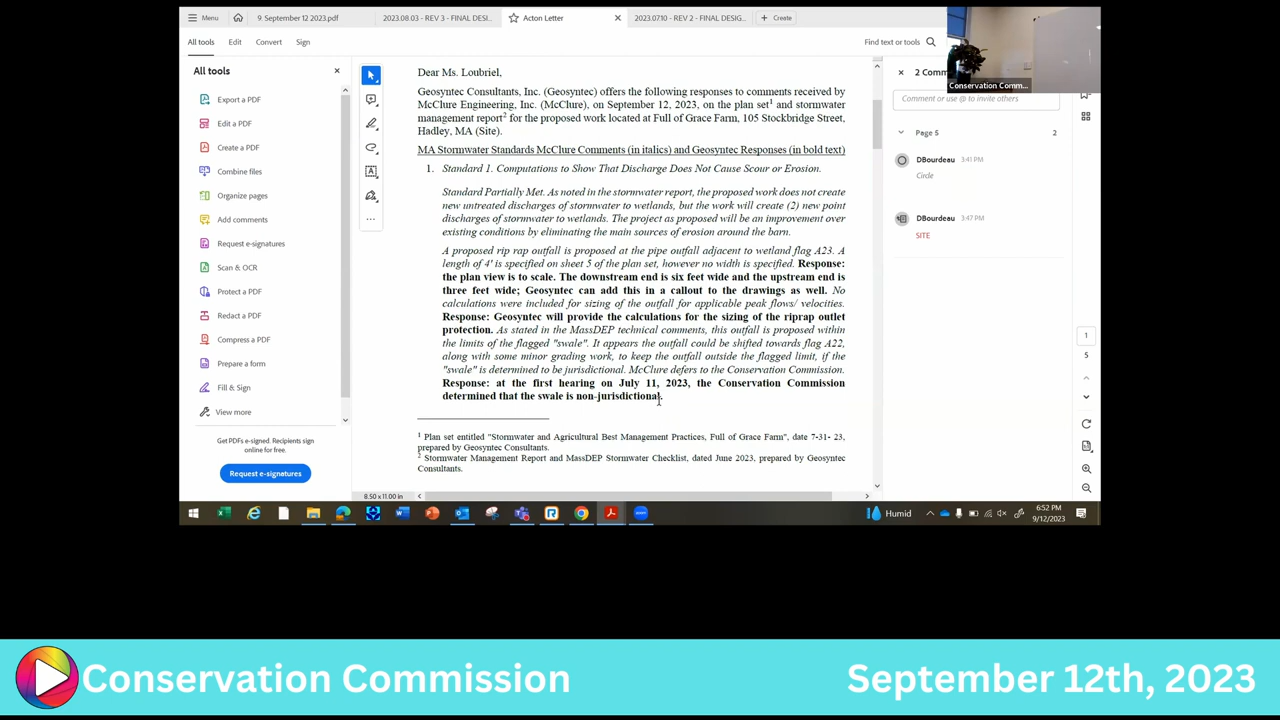 Menu
9. September 12 2023.pdf
2023.08.03 - REV 3 - FINAL DESI...
Acton Letter
2023.07.10 - REV 2 - FINAL DESIG...
Create
All tools
Edit
Convert
Sign
Find text or tools
All tools
Export a PDF
Edit a PDF
Create a PDF
Combine files
Organize pages
Add comments
Request e-signatures
Scan & OCR
Protect a PDF
Redact a PDF
Compress a PDF
Prepare a form
Fill & Sign
View more
Get PDFs e-signed. Recipients sign
online for free.
Request e-signatures
Dear Ms. Loubriel,
Geosyntec Consultants, Inc. (Geosyntec) offers the following responses to comments received by
McClure Engineering, Inc. (McClure), on September 12, 2023, on the plan set1 and stormwater
management report2 for the proposed work located at Full of Grace Farm, 105 Stockbridge Street,
Hadley, MA (Site).
MA Stormwater Standards McClure Comments (in italics) and Geosyntec Responses (in bold text)
1. Standard 1. Computations to Show That Discharge Does Not Cause Scour or Erosion.
Standard Partially Met. As noted in the stormwater report, the proposed work does not create
new untreated discharges of stormwater to wetlands, but the work will create (2) new point
discharges of stormwater to wetlands. The project as proposed will be an improvement over
existing conditions by eliminating the main sources of erosion around the barn.
A proposed rip rap outfall is proposed at the pipe outfall adjacent to wetland flag A23. A
length of 4' is specified on sheet 5 of the plan set, however no width is specified. Response:
the plan view is to scale. The downstream end is six feet wide and the upstream end is
three feet wide; Geosyntec can add this in a callout to the drawings as well. No
calculations were included for sizing of the outfall for applicable peak flows/ velocities.
Response: Geosyntec will provide the calculations for the sizing of the riprap outlet
protection. As stated in the MassDEP technical comments, this outfall is proposed within
the limits of the flagged "swale". It appears the outfall could be shifted towards flag A22,
along with some minor grading work, to keep the outfall outside the flagged limit, if the
"swale" is determined to be jurisdictional. McClure defers to the Conservation Commission.
Response: at the first hearing on July 11, 2023, the Conservation Commission
determined that the swale is non-jurisdictional.
1 Plan set entitled "Stormwater and Agricultural Best Management Practices, Full of Grace Farm", date 7-31- 23,
prepared by Geosyntec Consultants.
2 Stormwater Management Report and MassDEP Stormwater Checklist, dated June 2023, prepared by Geosyntec
Consultants.
8.50 x 11.00 in
2 Comm
Conservation Comm...
Comment or use @ to invite others
Page 5
2
DBourdeau 3:41 PM
Circle
DBourdeau 3:47 PM
SITE
1
5
Humid
6:52 PM
9/12/2023
Conservation Commission
September 12th, 2023